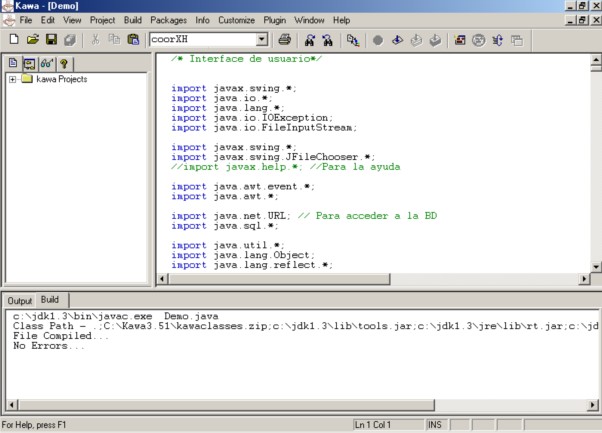 Kawa - [Demo]
File Edit View Project Build Packages Info Customize Plugin Window Help
coorXH
kawa Projects
/* Interface de usuario*/
import javax.swing.*;
import java.io.*;
import java.lang.*;
import java.io.IOException;
import java.io.FileInputStream;
import javax.swing.*;
import javax.swing.JFileChooser.*;
//import javax.help.*; //Para la ayuda
import java.awt.event.*;
import java.awt.*;
import java.net.URL; // Para acceder a la BD
import java.sql.*;
import java.util.*;
import java.lang.Object;
import java.lang.reflect.*;
Output Build
c:\jdk1.3\bin\javac.exe Demo.java
Class Path - .;C:\Kawa3.51\kawaclasses.zip;c:\jdk1.3\lib\tools.jar;c:\jdk1.3\jre\lib\rt.jar;c:\jd
File Compiled...
No Errors...
For Help, press F1
Ln 1 Col 1
INS